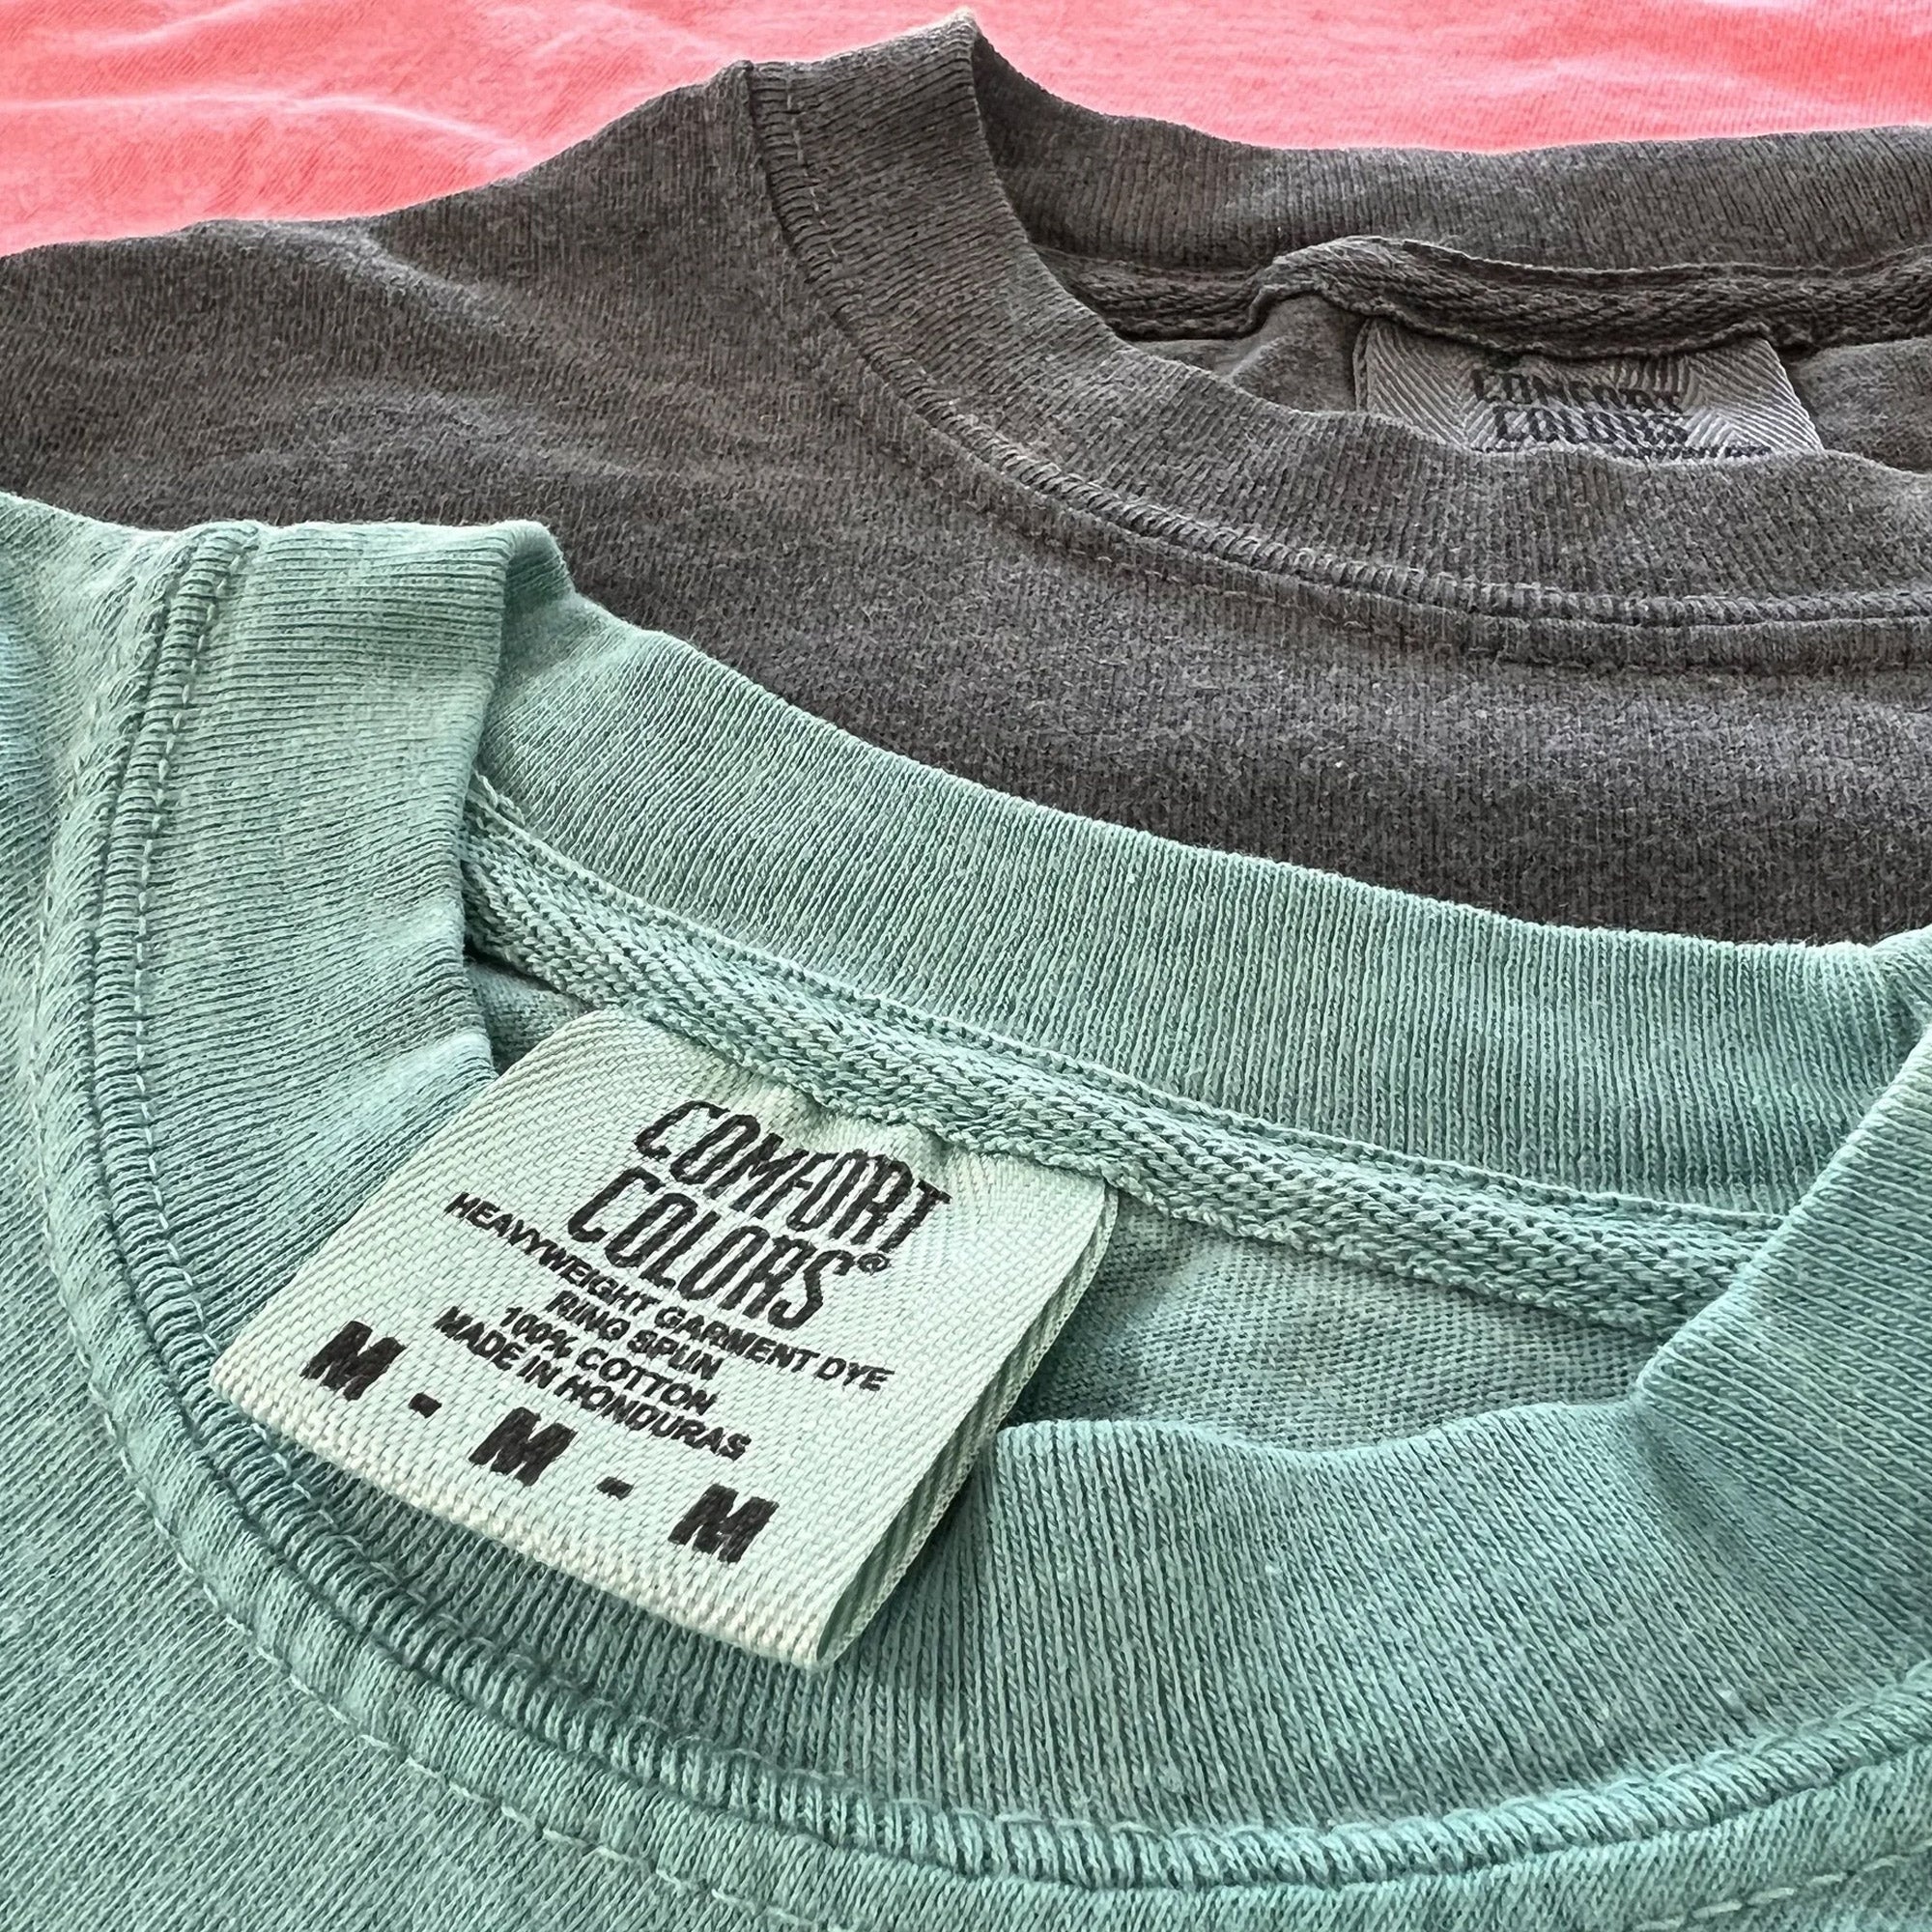 COMFORT
COLORS
COMFORT
COLORS®
HEAVYWEIGHT GARMENT DYE
RING SPUN
100% COTTON
MADE IN HONDURAS
M - M - M